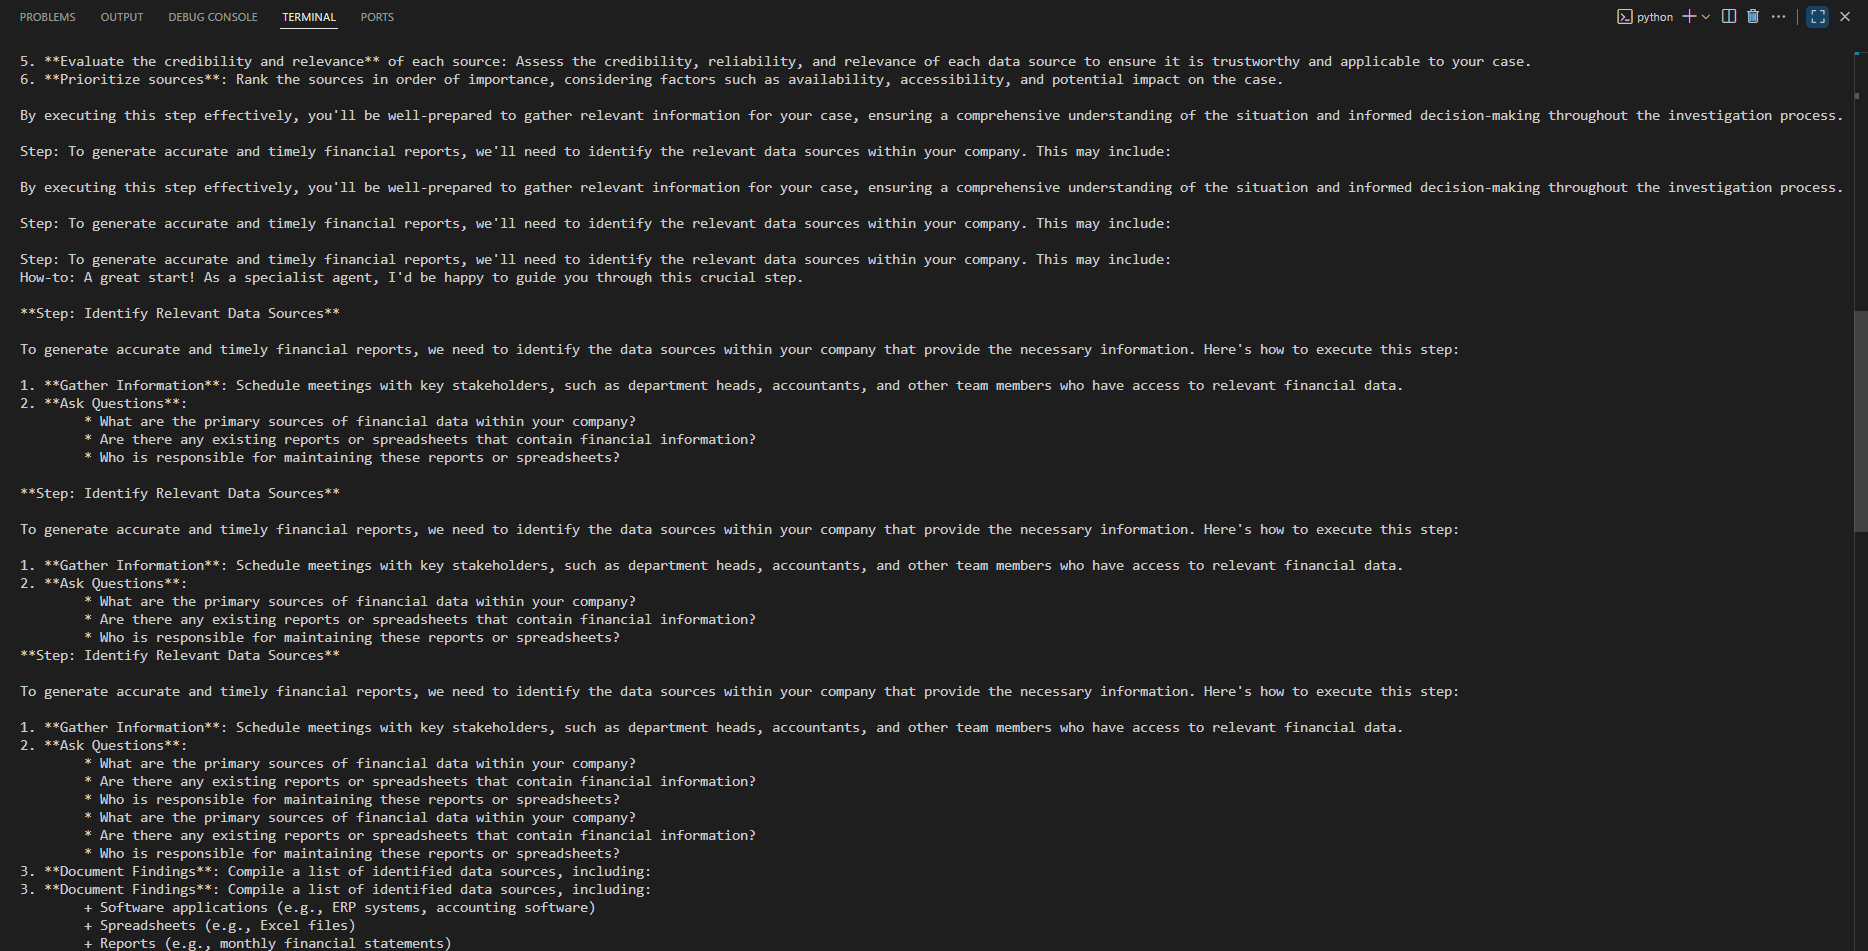 PROBLEMS OUTPUT DEBUG CONSOLE TERMINAL PORTS python
5. **Evaluate the credibility and relevance** of each source: Assess the credibility, reliability, and relevance of each data source to ensure it is trustworthy and applicable to your case.
6. **Prioritize sources**: Rank the sources in order of importance, considering factors such as availability, accessibility, and potential impact on the case.
By executing this step effectively, you'll be well-prepared to gather relevant information for your case, ensuring a comprehensive understanding of the situation and informed decision-making throughout the investigation process.
Step: To generate accurate and timely financial reports, we'll need to identify the relevant data sources within your company. This may include:
By executing this step effectively, you'll be well-prepared to gather relevant information for your case, ensuring a comprehensive understanding of the situation and informed decision-making throughout the investigation process.
Step: To generate accurate and timely financial reports, we'll need to identify the relevant data sources within your company. This may include:
Step: To generate accurate and timely financial reports, we'll need to identify the relevant data sources within your company. This may include:
How-to: A great start! As a specialist agent, I'd be happy to guide you through this crucial step.
**Step: Identify Relevant Data Sources**
To generate accurate and timely financial reports, we need to identify the data sources within your company that provide the necessary information. Here's how to execute this step:
1. **Gather Information**: Schedule meetings with key stakeholders, such as department heads, accountants, and other team members who have access to relevant financial data.
2. **Ask Questions**:
* What are the primary sources of financial data within your company?
* Are there any existing reports or spreadsheets that contain financial information?
* Who is responsible for maintaining these reports or spreadsheets?
**Step: Identify Relevant Data Sources**
To generate accurate and timely financial reports, we need to identify the data sources within your company that provide the necessary information. Here's how to execute this step:
1. **Gather Information**: Schedule meetings with key stakeholders, such as department heads, accountants, and other team members who have access to relevant financial data.
2. **Ask Questions**:
* What are the primary sources of financial data within your company?
* Are there any existing reports or spreadsheets that contain financial information?
* Who is responsible for maintaining these reports or spreadsheets?
**Step: Identify Relevant Data Sources**
To generate accurate and timely financial reports, we need to identify the data sources within your company that provide the necessary information. Here's how to execute this step:
1. **Gather Information**: Schedule meetings with key stakeholders, such as department heads, accountants, and other team members who have access to relevant financial data.
2. **Ask Questions**:
* What are the primary sources of financial data within your company?
* Are there any existing reports or spreadsheets that contain financial information?
* Who is responsible for maintaining these reports or spreadsheets?
* What are the primary sources of financial data within your company?
* Are there any existing reports or spreadsheets that contain financial information?
* Who is responsible for maintaining these reports or spreadsheets?
3. **Document Findings**: Compile a list of identified data sources, including:
3. **Document Findings**: Compile a list of identified data sources, including:
+ Software applications (e.g., ERP systems, accounting software)
+ Spreadsheets (e.g., Excel files)
+ Reports (e.g., monthly financial statements)